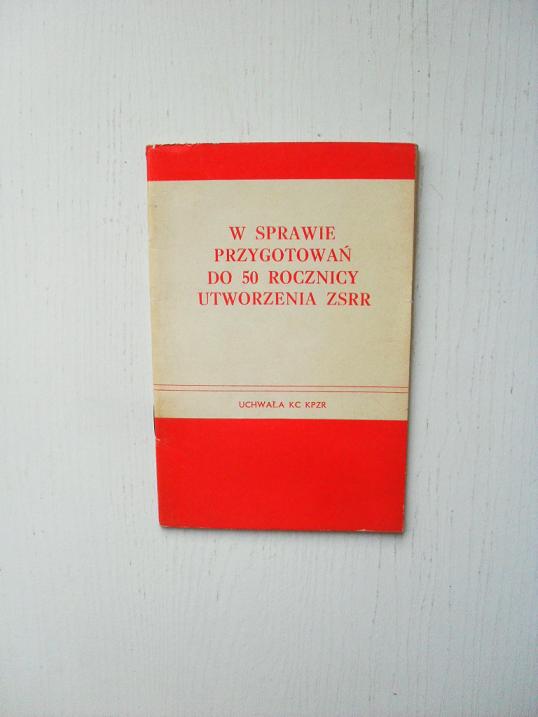 W SPRAWIE
PRZYGOTOWAŃ
DO 50 ROCZNICY
UTWORZENIA ZSRR
UCHWAŁA KC KPZR